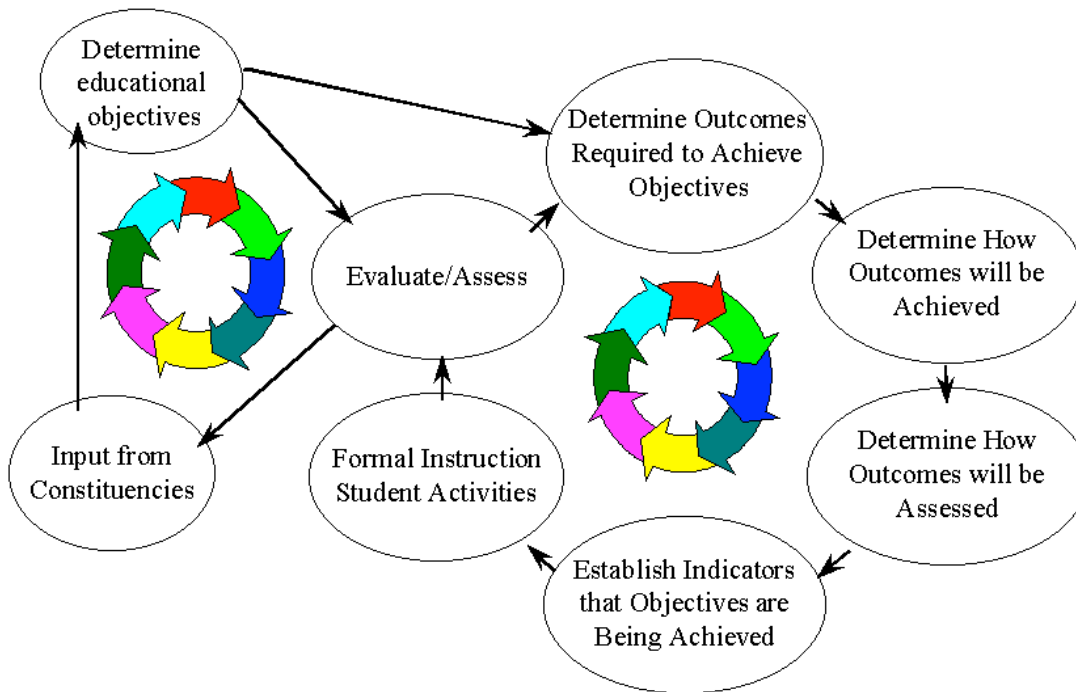 Determine
educational
objectives
Determine Outcomes
Required to Achieve
Objectives
Evaluate/Assess
Determine How
Outcomes will be
Achieved
Input from
Constituencies
Formal Instruction
Student Activities
Determine How
Outcomes will be
Assessed
Establish Indicators
that Objectives are
Being Achieved